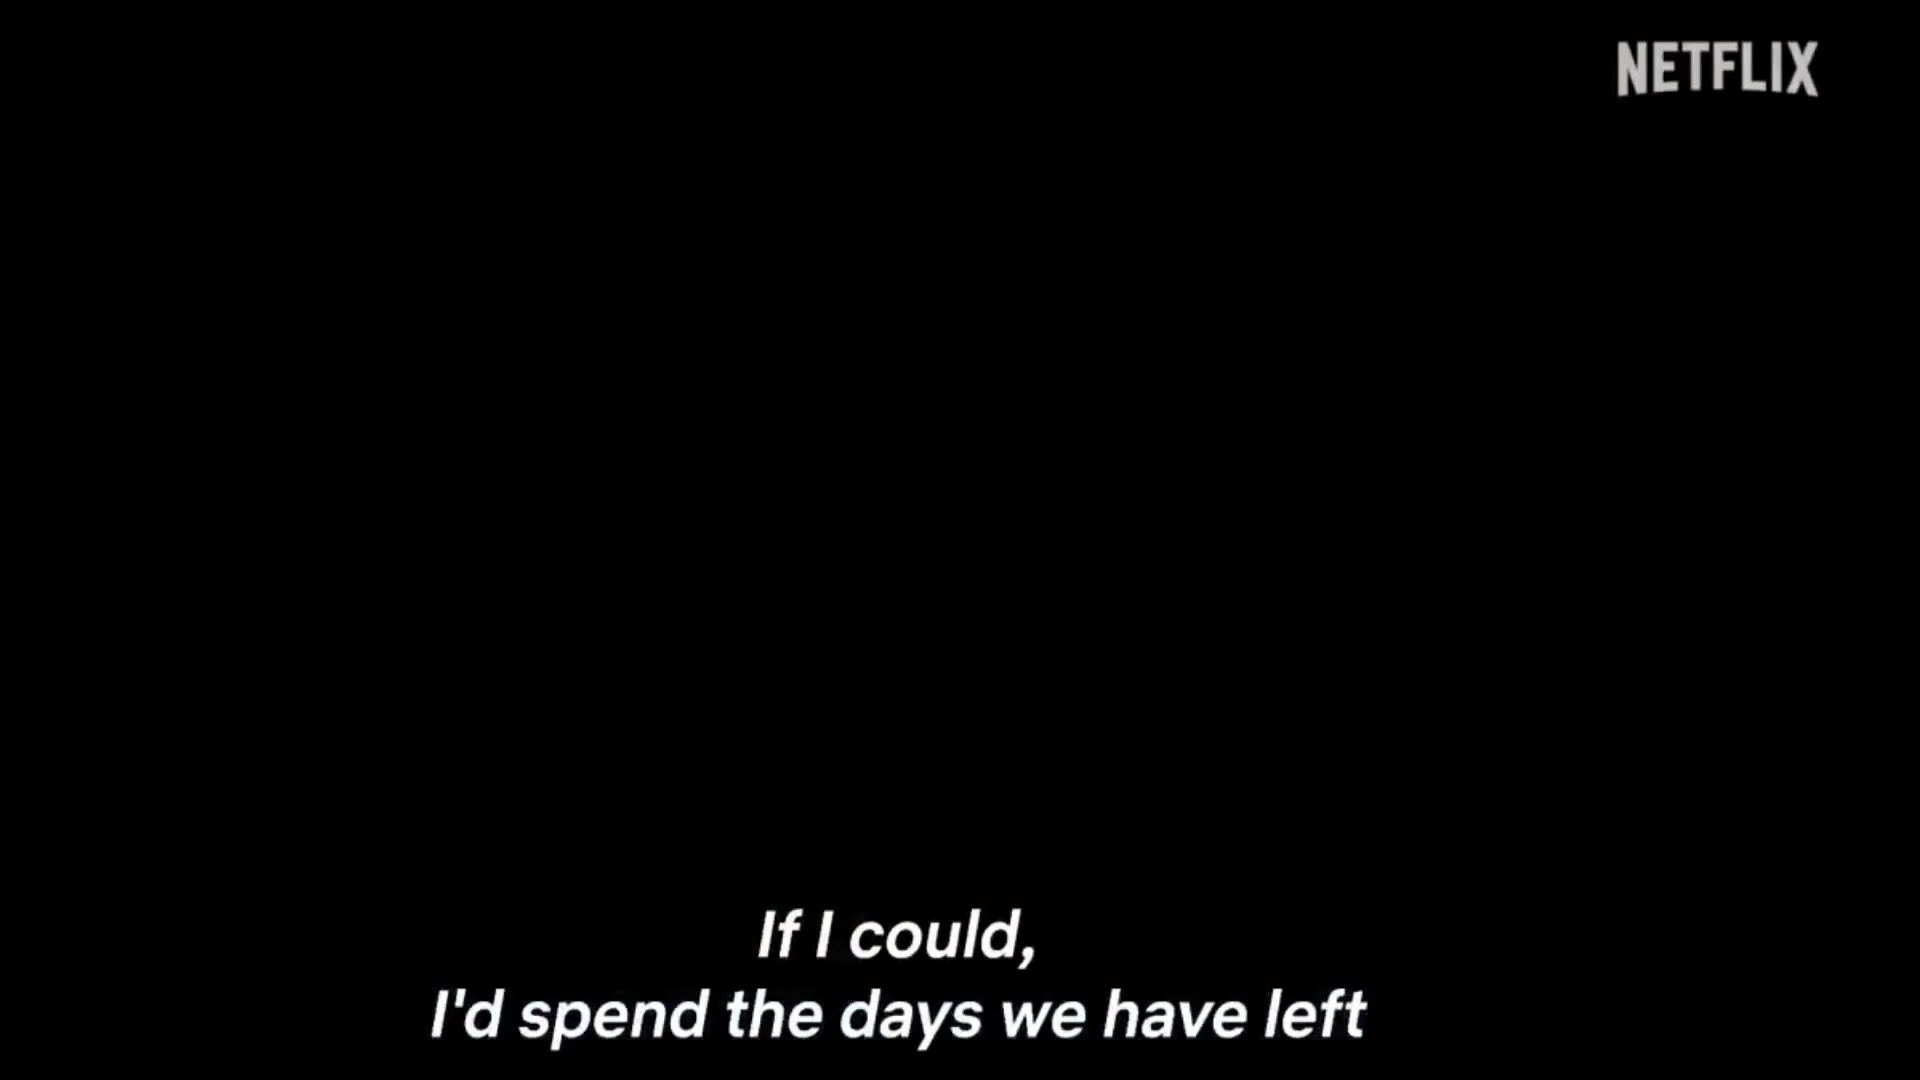 NETFLIX
If I could,
I'd spend the days we have left